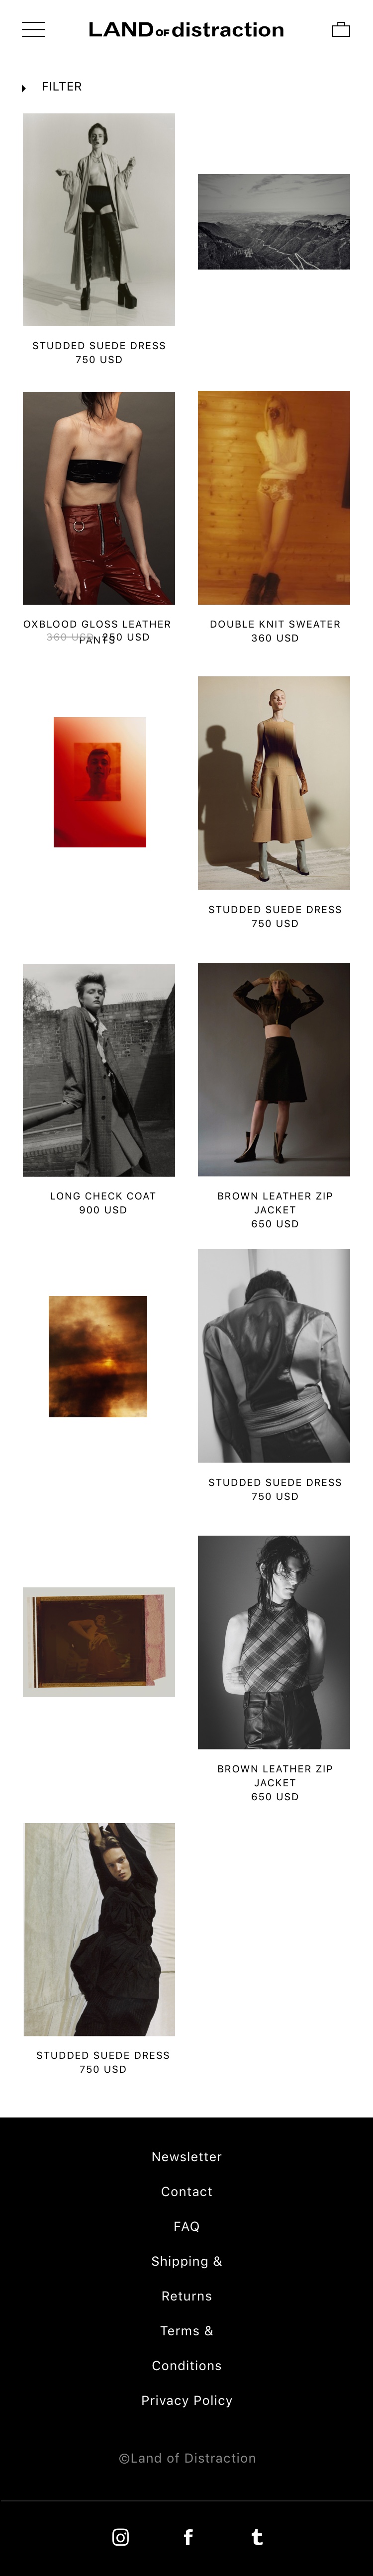 LAND OF distraction
FILTER
STUDDED SUEDE DRESS
750 USD
OXBLOOD GLOSS LEATHER
PANTS
360 USD 250 USD
DOUBLE KNIT SWEATER
360 USD
STUDDED SUEDE DRESS
750 USD
LONG CHECK COAT
900 USD
BROWN LEATHER ZIP
JACKET
650 USD
STUDDED SUEDE DRESS
750 USD
BROWN LEATHER ZIP
JACKET
650 USD
STUDDED SUEDE DRESS
750 USD
Newsletter
Contact
FAQ
Shipping &
Returns
Terms &
Conditions
Privacy Policy
©Land of Distraction